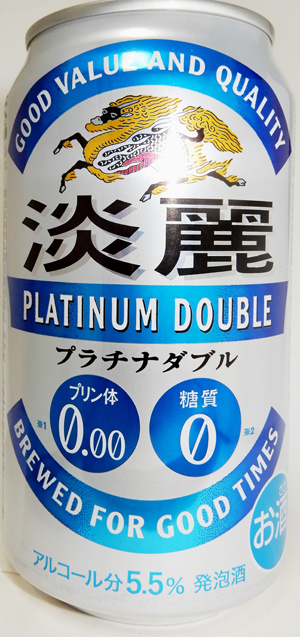 GOOD VALUE AND QUALITY
淡麗
PLATINUM DOUBLE
プラチナダブル
プリン体
0.00
※1
糖質
0
※2
BREWED FOR GOOD TIMES
お酒
アルコール分5.5% 発泡酒